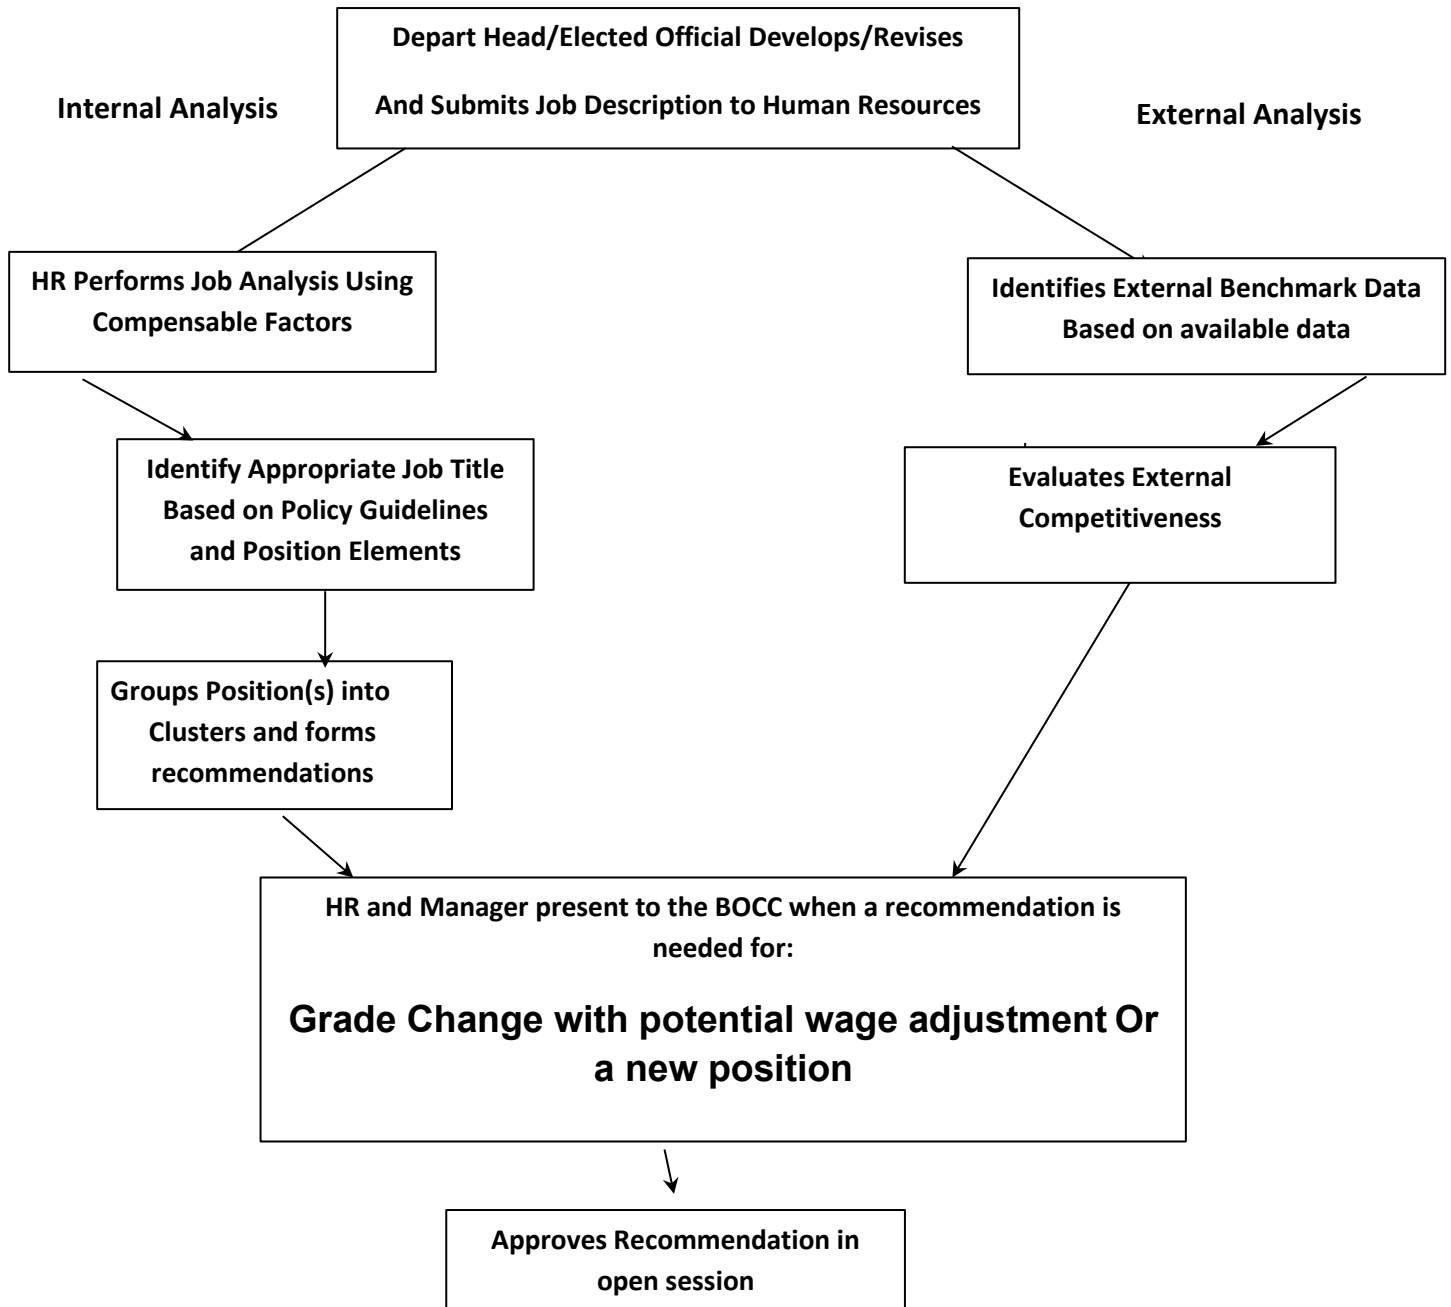 Depart Head/Elected Official Develops/Revises
And Submits Job Description to Human Resources
Internal Analysis
External Analysis
HR Performs Job Analysis Using
Compensable Factors
Identifies External Benchmark Data
Based on available data
Identify Appropriate Job Title
Based on Policy Guidelines
and Position Elements
Evaluates External
Competitiveness
Groups Position(s) into
Clusters and forms
recommendations
HR and Manager present to the BOCC when a recommendation is
needed for:
Grade Change with potential wage adjustment Or
a new position
Approves Recommendation in
open session